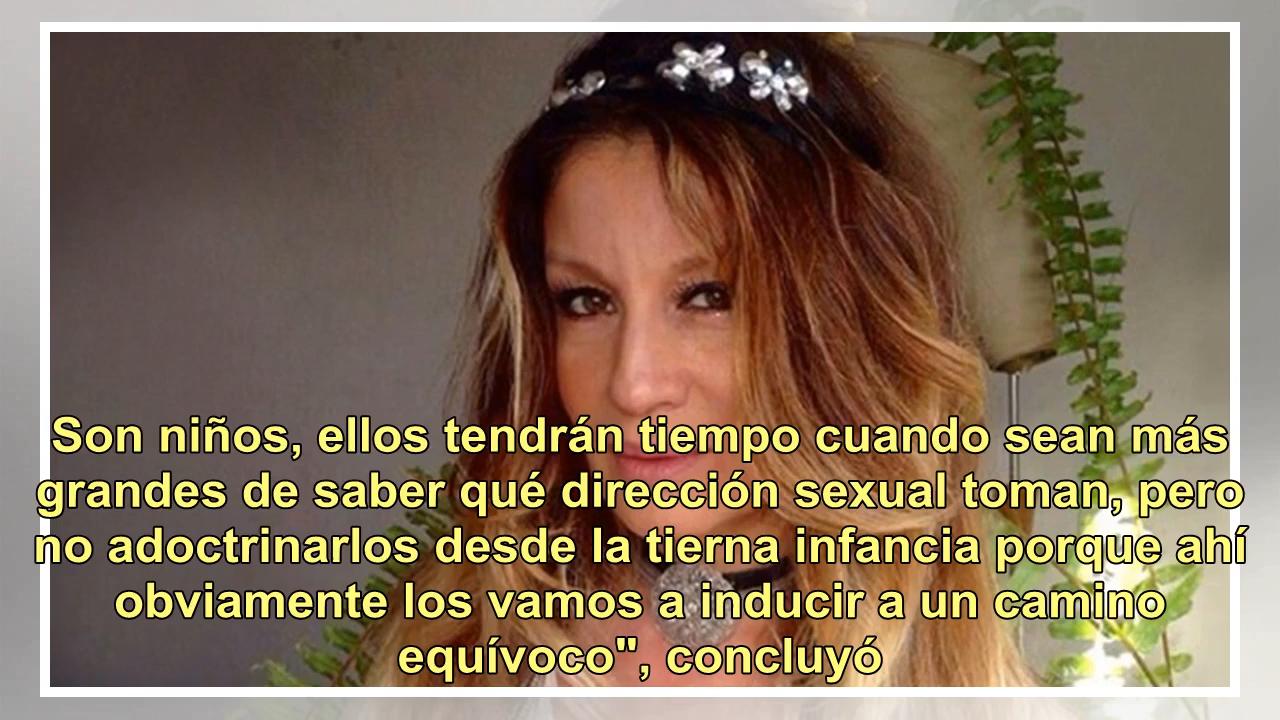 Son niños, ellos tendrán tiempo cuando sean más
grandes de saber qué dirección sexual toman, pero
no adoctrinarlos desde la tierna infancia porque ahí
obviamente los vamos a inducir a un camino
equívoco", concluyó